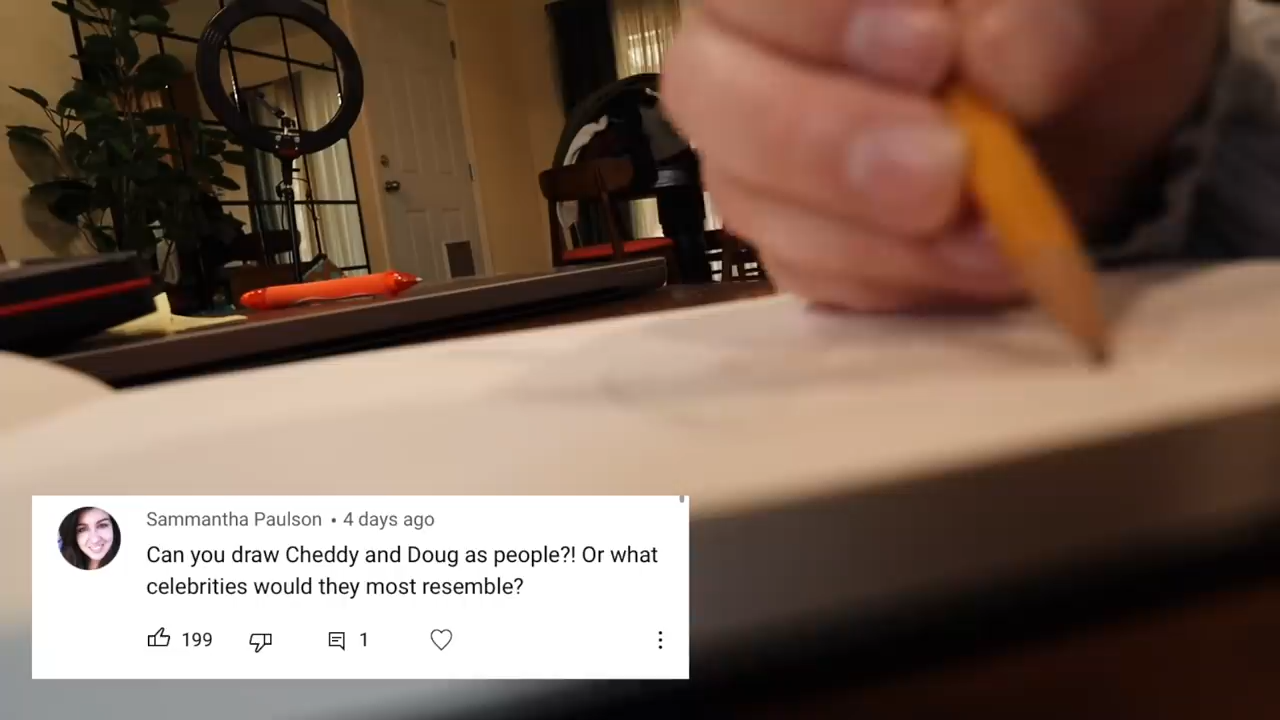 Sammantha Paulson • 4 days ago
Can you draw Cheddy and Doug as people?! Or what
celebrities would they most resemble?
199
1